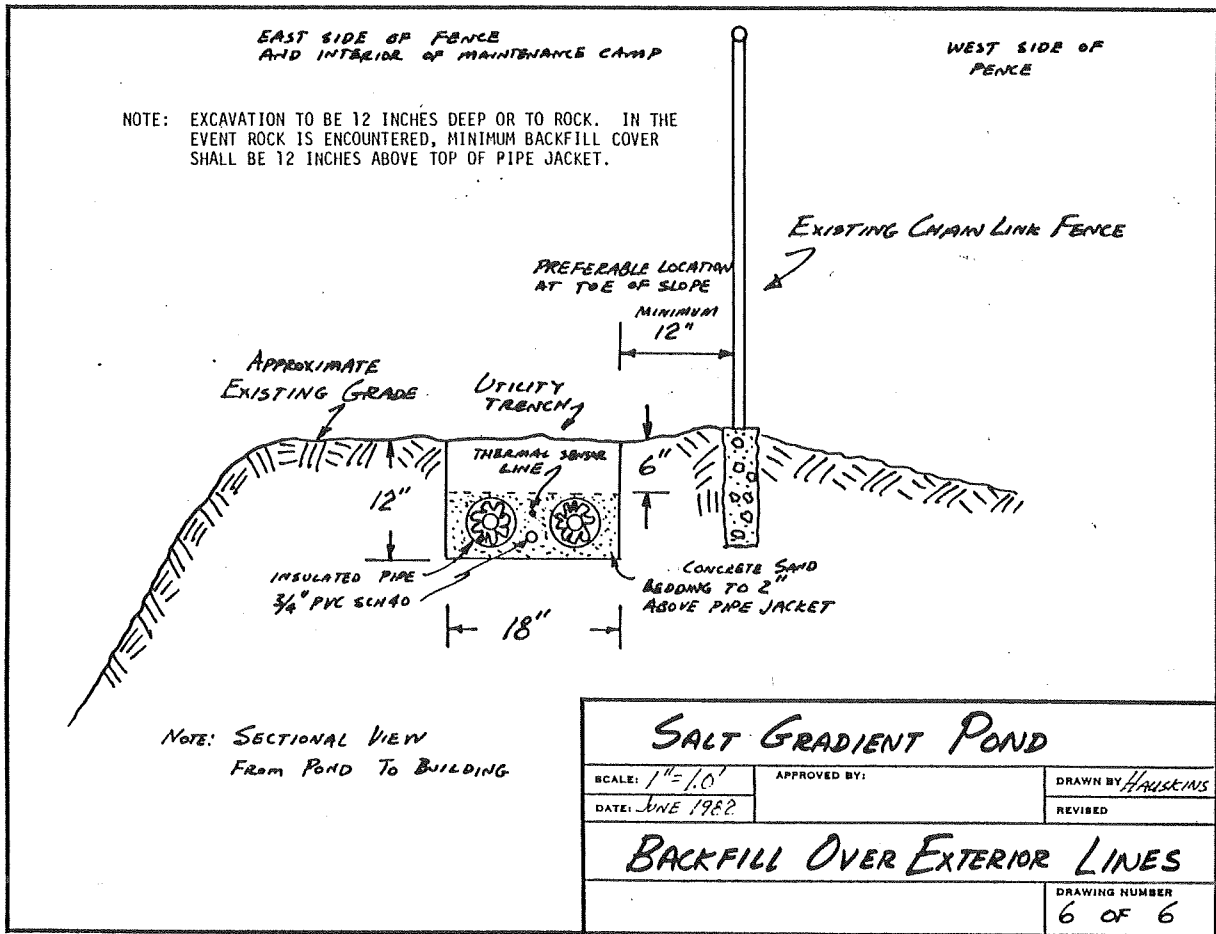 EAST SIDE OF FENCE
AND INTERIOR OF MAINTENANCE CAMP
WEST SIDE OF
FENCE
NOTE: EXCAVATION TO BE 12 INCHES DEEP OR TO ROCK. IN THE
EVENT ROCK IS ENCOUNTERED, MINIMUM BACKFILL COVER
SHALL BE 12 INCHES ABOVE TOP OF PIPE JACKET.
EXISTING CHAIN LINK FENCE
PREFERABLE LOCATION
AT TOE OF SLOPE
MINIMUM
12"
APPROXIMATE
EXISTING GRADE
UTILITY
TRENCH
THERMAL SENSOR
LINE
6"
12"
INSULATED PIPE
3/4" PVC SCH40
CONCRETE SAND
BEDDING TO 2"
ABOVE PIPE JACKET
18"
NOTE: SECTIONAL VIEW
FROM POND TO BUILDING
SALT GRADIENT POND
SCALE: 1"=1.0'
APPROVED BY:
DRAWN BY HAUSKINS
DATE: JUNE 1982
REVISED
BACKFILL OVER EXTERIOR LINES
DRAWING NUMBER
6 OF 6